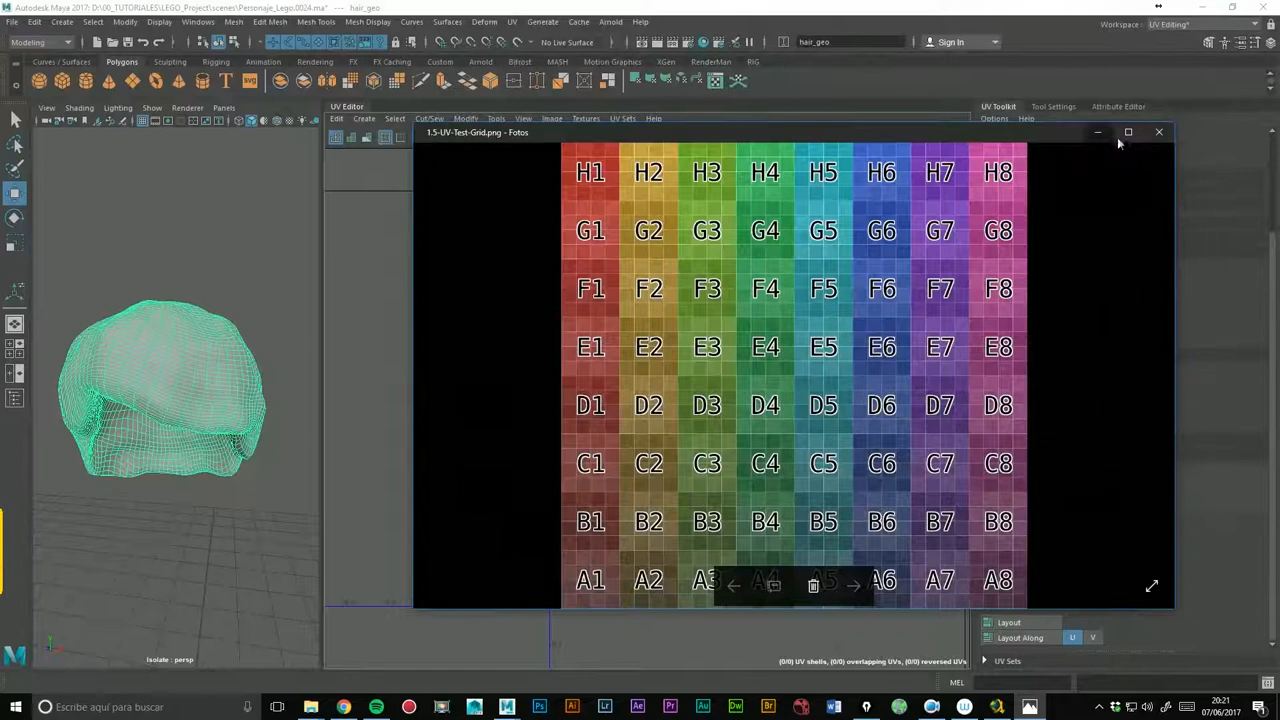 Autodesk Maya 2017: D:\00_TUTORIALES\LEGO_Project\scenes\Personaje_Lego.0024.ma* --- hair_geo
File Edit Create Select Modify Display Windows Mesh Edit Mesh Mesh Tools Mesh Display Curves Surfaces Deform UV Generate Cache Arnold Help
Workspace: UV Editing*
Modeling No Live Surface hair_geo Sign In
Curves / Surfaces Polygons Sculpting Rigging Animation Rendering FX FX Caching Custom Arnold Bifrost MASH Motion Graphics XGen RenderMan RIG
View Shading Lighting Show Renderer Panels
UV Editor
Edit Create Select Cut/Sew Modify Tools View Image Textures UV Sets Help
UV Toolkit Tool Settings Attribute Editor
Options Help
1.5-UV-Test-Grid.png - Fotos
H1 H2 H3 H4 H5 H6 H7 H8
G1 G2 G3 G4 G5 G6 G7 G8
F1 F2 F3 F4 F5 F6 F7 F8
E1 E2 E3 E4 E5 E6 E7 E8
D1 D2 D3 D4 D5 D6 D7 D8
C1 C2 C3 C4 C5 C6 C7 C8
B1 B2 B3 B4 B5 B6 B7 B8
A1 A2 A3 A4 A5 A6 A7 A8
Layout
Layout Along U V
UV Sets
Isolate : persp
(0/0) UV shells, (0/0) overlapping UVs, (0/0) reversed UVs
MEL
Escribe aquí para buscar
20:21
07/06/2017